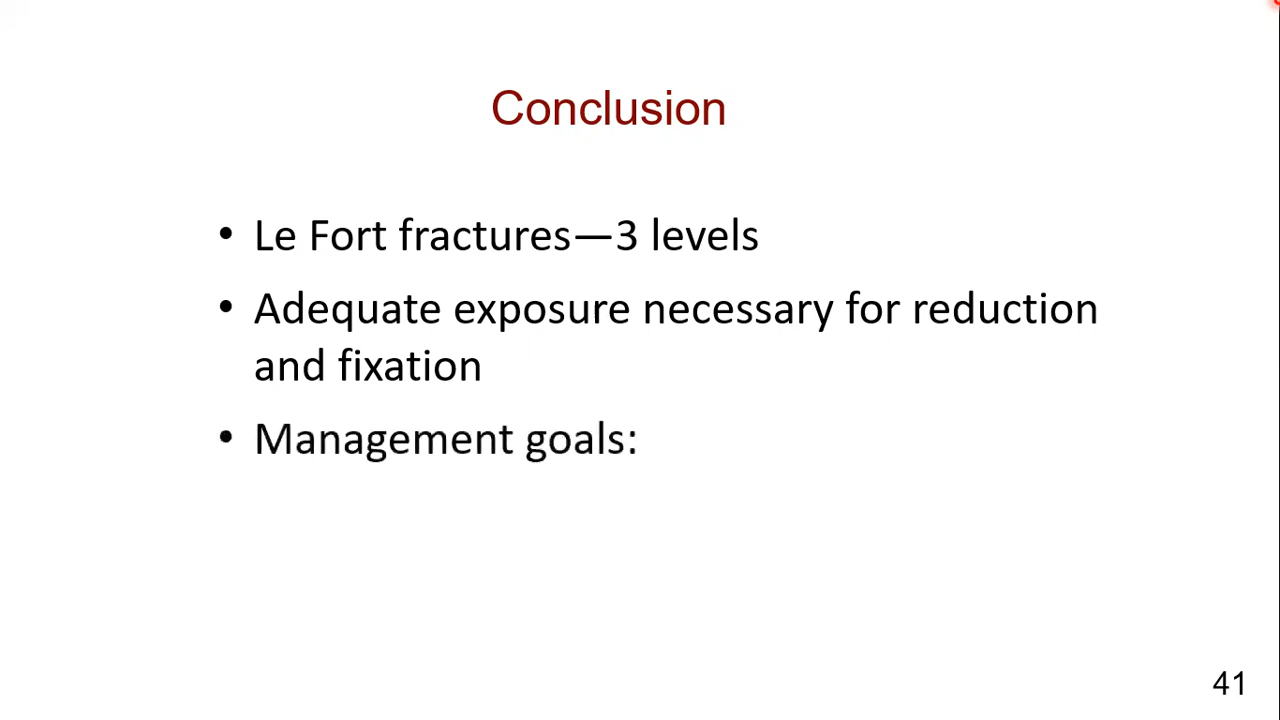 Conclusion
• Le Fort fractures—3 levels
• Adequate exposure necessary for reduction
and fixation
• Management goals:
41